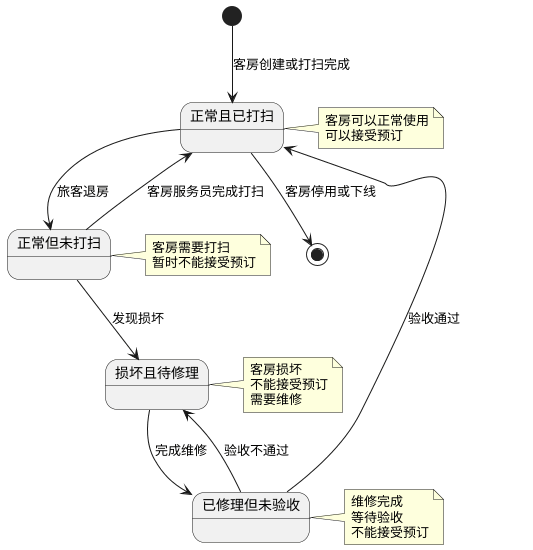 客房创建或打扫完成
正常且已打扫
客房可以正常使用
可以接受预订
旅客退房
客房服务员完成打扫
客房停用或下线
正常但未打扫
客房需要打扫
暂时不能接受预订
发现损坏
验收通过
损坏且待修理
客房损坏
不能接受预订
需要维修
完成维修
验收不通过
已修理但未验收
维修完成
等待验收
不能接受预订